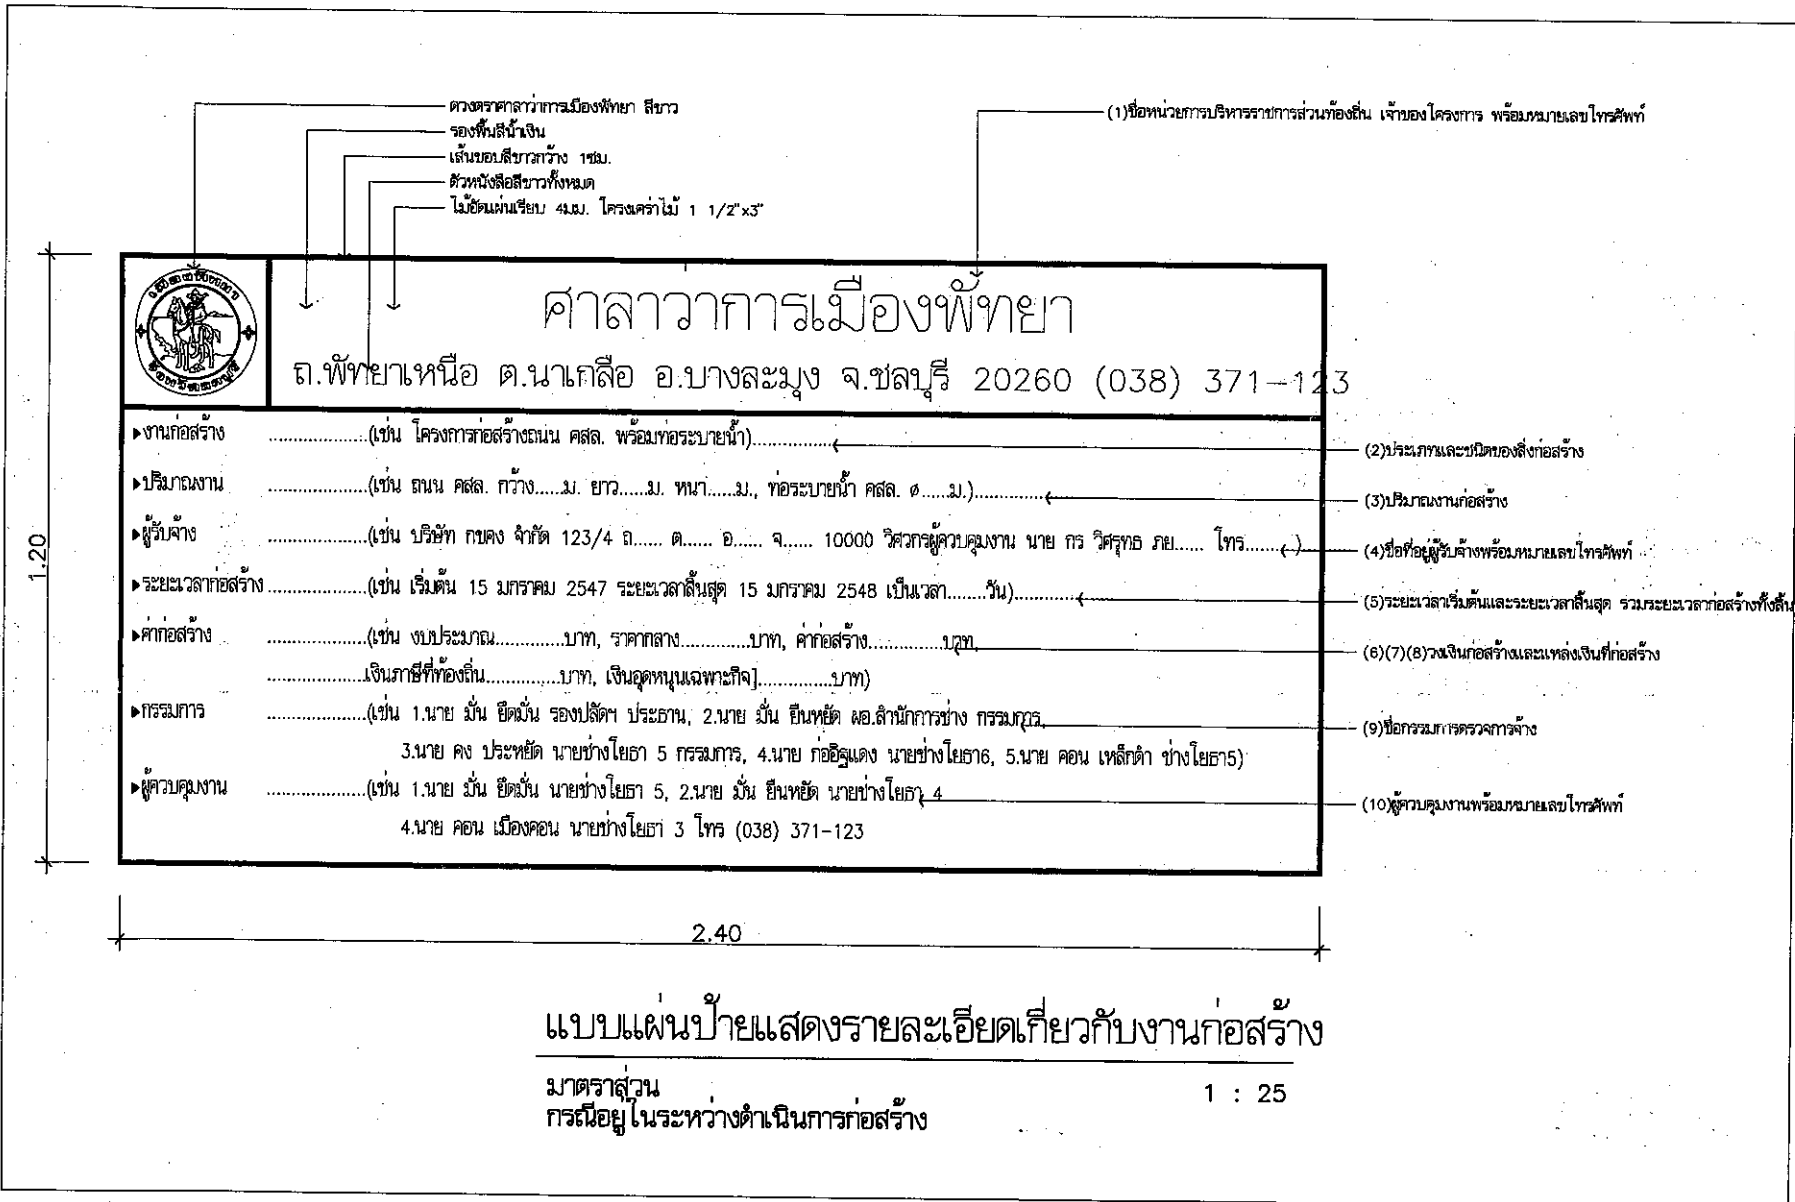 ดวงตราศาลาว่าการเมืองพัทยา สีขาว
รองพื้นสีน้ำเงิน
เส้นขอบสีขาวกว้าง 1ซม.
ตัวหนังสือสีขาวทั้งหมด
ไม้อัดแผ่นเรียบ 4มม. โครงเคร่าไม้ 1 1/2"x3"
(1)ชื่อหน่วยการบริหารราชการส่วนท้องถิ่น เจ้าของโครงการ พร้อมหมายเลขโทรศัพท์
ศาลาว่าการเมืองพัทยา
ถ.พัทยาเหนือ ต.นาเกลือ อ.บางละมุง จ.ชลบุรี 20260 (038) 371-123
▸งานก่อสร้าง ..................(เช่น โครงการก่อสร้างถนน คสล. พร้อมท่อระบายน้ำ)..............
(2)ประเภทและชนิดของสิ่งก่อสร้าง
▸ปริมาณงาน ..................(เช่น ถนน คสล. กว้าง.....ม. ยาว.....ม. หนา.....ม., ท่อระบายน้ำ คสล. ø.....ม.)............
(3)ปริมาณงานก่อสร้าง
▸ผู้รับจ้าง ..................(เช่น บริษัท กขคง จำกัด 123/4 ถ...... ต...... อ...... จ...... 10000 วิศวกรผู้ควบคุมงาน นาย กร วิศรุทธ ภย...... โทร.........)
(4)ชื่อที่อยู่ผู้รับจ้างพร้อมหมายเลขโทรศัพท์
▸ระยะเวลาก่อสร้าง ..................(เช่น เริ่มต้น 15 มกราคม 2547 ระยะเวลาสิ้นสุด 15 มกราคม 2548 เป็นเวลา.......วัน)...........
(5)ระยะเวลาเริ่มต้นและระยะเวลาสิ้นสุด รวมระยะเวลาก่อสร้างทั้งสิ้น
▸ค่าก่อสร้าง ..................(เช่น งบประมาณ............บาท, ราคากลาง............บาท, ค่าก่อสร้าง.............บาท,
(6)(7)(8)วงเงินก่อสร้างและแหล่งเงินที่ก่อสร้าง
..................เงินภาษีที่ท้องถิ่น.............บาท, เงินอุดหนุนเฉพาะกิจ].............บาท)
▸กรรมการ ..................(เช่น 1.นาย มั่น ยึดมั่น รองปลัดฯ ประธาน, 2.นาย มั่น ยืนหยัด ผอ.สำนักการช่าง กรรมการ,
(9)ชื่อกรรมการตรวจการจ้าง
3.นาย คง ประหยัด นายช่างโยธา 5 กรรมการ, 4.นาย ก่ออิฐแดง นายช่างโยธา6, 5.นาย คอน เหล็กดำ ช่างโยธา5)
▸ผู้ควบคุมงาน ..................(เช่น 1.นาย มั่น ยึดมั่น นายช่างโยธา 5, 2.นาย มั่น ยืนหยัด นายช่างโยธา 4
(10)ผู้ควบคุมงานพร้อมหมายเลขโทรศัพท์
4.นาย คอน เมืองคอน นายช่างโยธา 3 โทร (038) 371-123
1.20
2.40
แบบแผ่นป้ายแสดงรายละเอียดเกี่ยวกับงานก่อสร้าง
มาตราส่วน 1 : 25
กรณีอยู่ในระหว่างดำเนินการก่อสร้าง